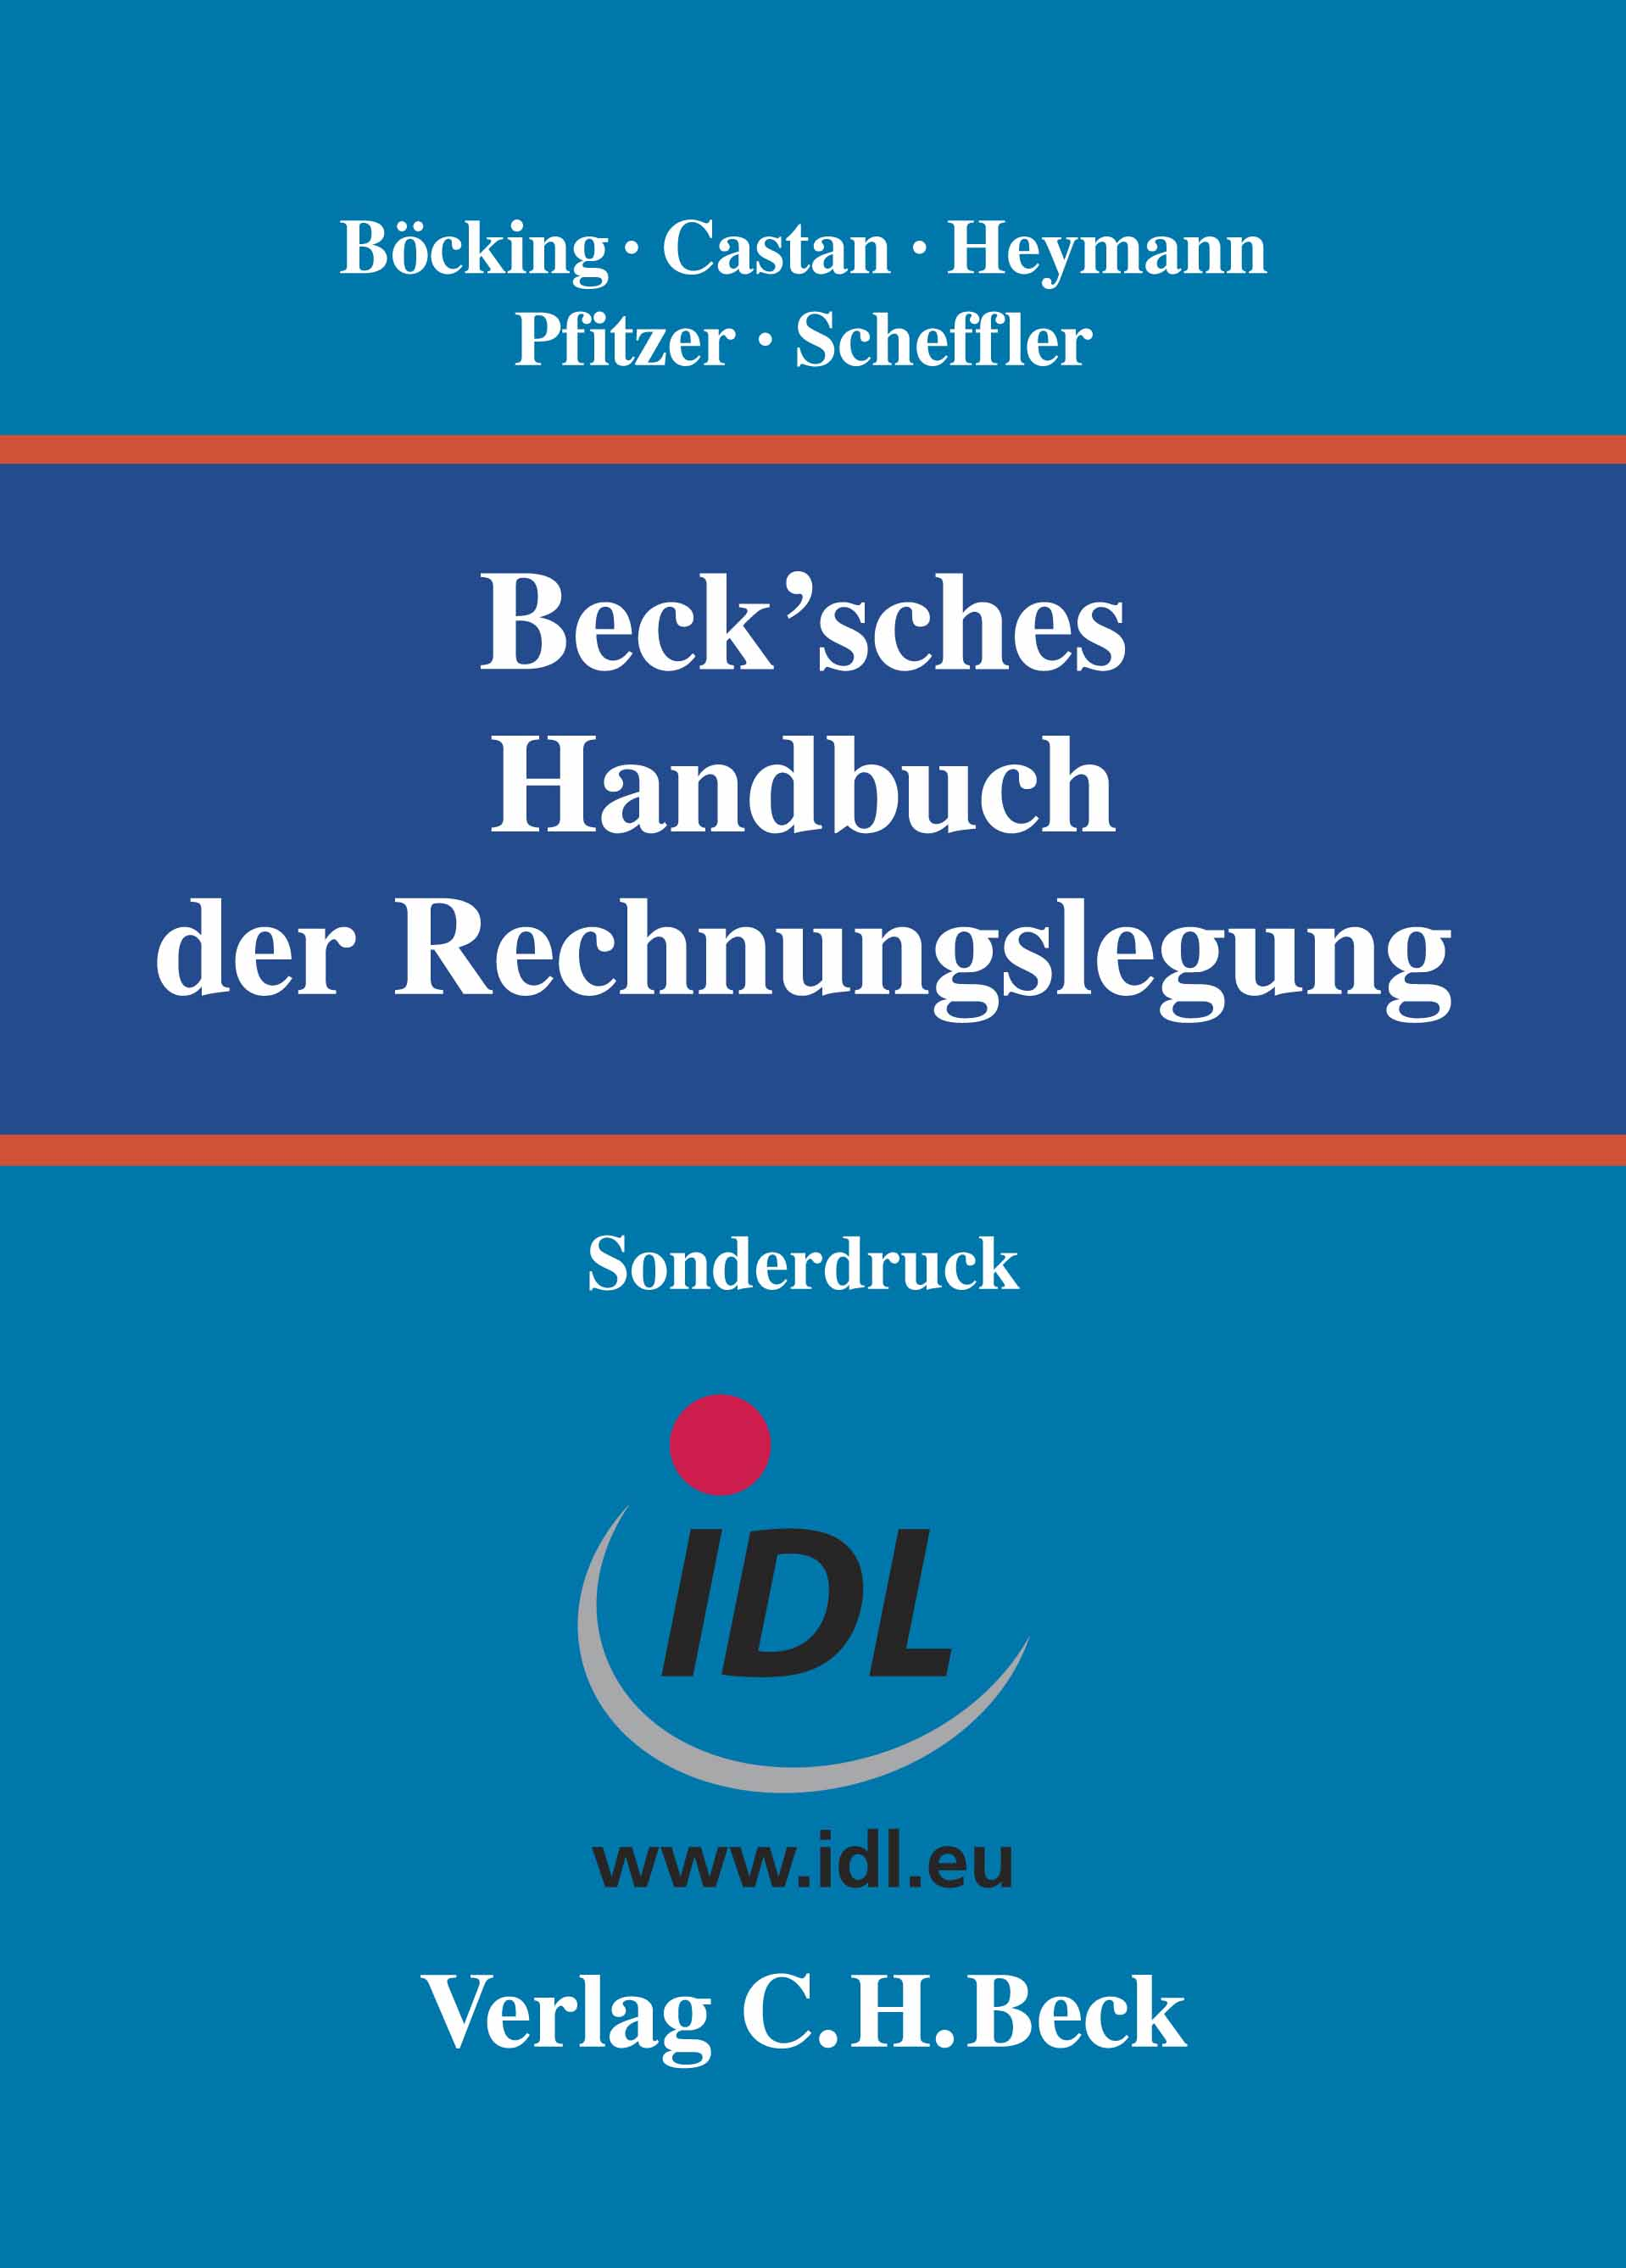 Böcking · Castan · Heymann
Pfitzer · Scheffler
Beck’sches
Handbuch
der Rechnungslegung
Sonderdruck
IDL
www.idl.eu
Verlag C.H.Beck